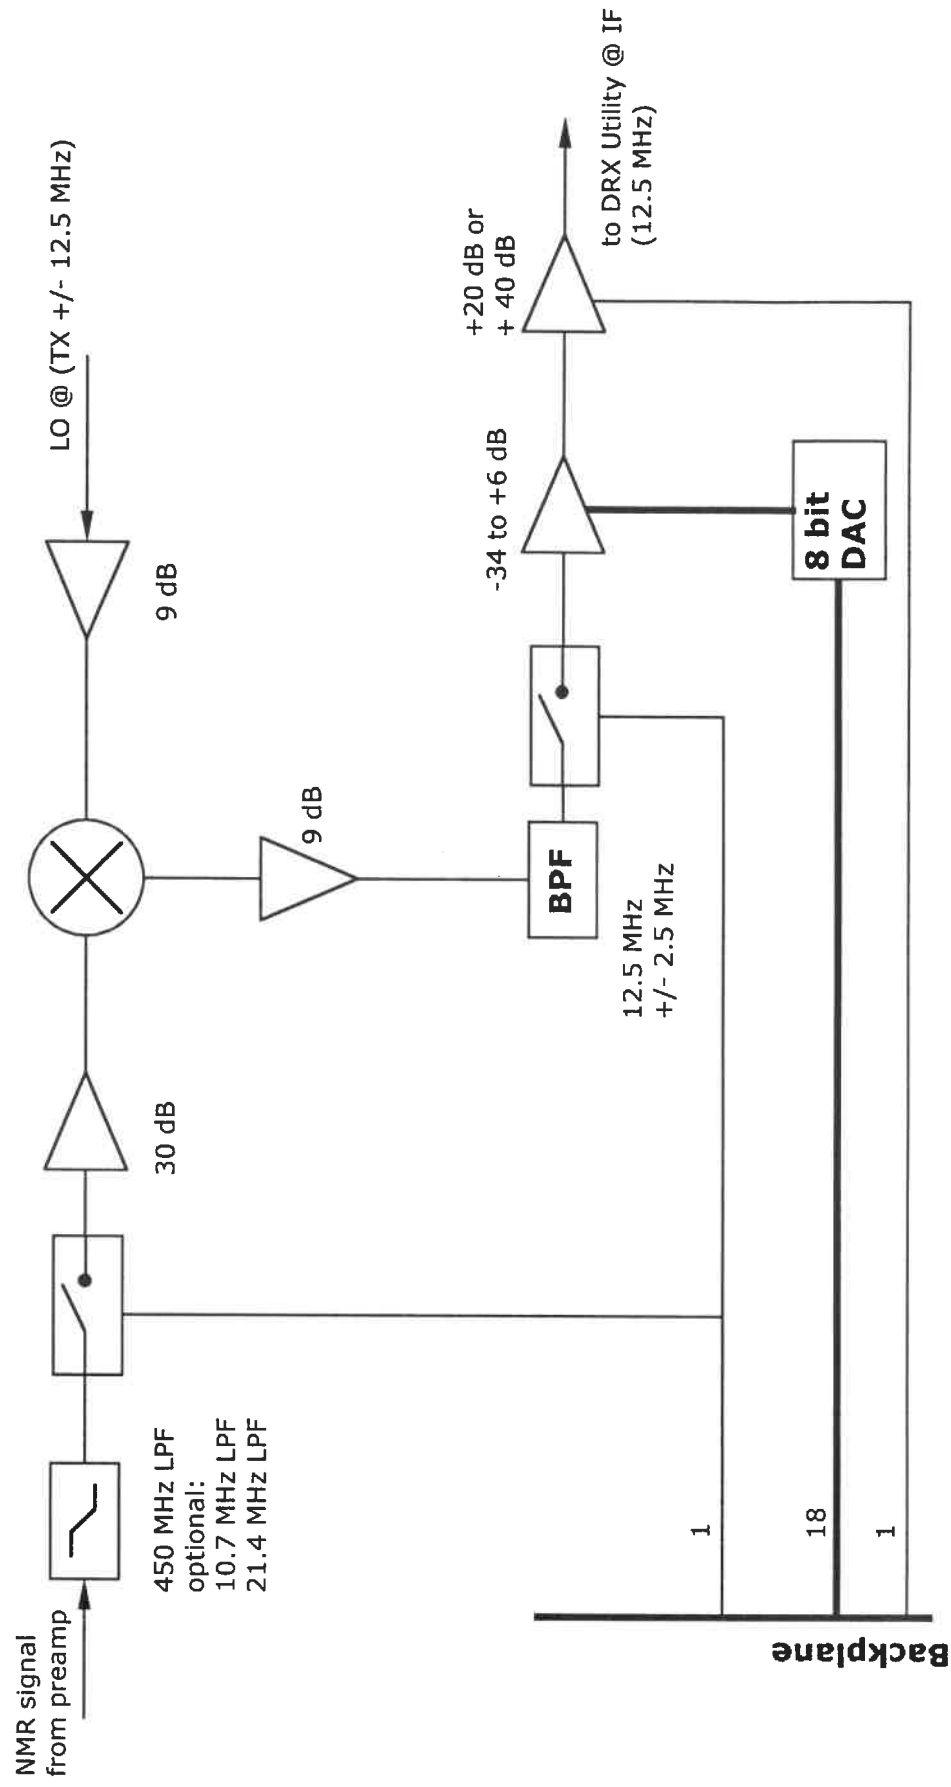 NMR signal
from preamp
450 MHz LPF
optional:
10.7 MHz LPF
21.4 MHz LPF
30 dB
9 dB
LO @ (TX +/- 12.5 MHz)
9 dB
BPF
12.5 MHz
+/- 2.5 MHz
-34 to +6 dB
+20 dB or
+ 40 dB
to DRX Utility @ IF
(12.5 MHz)
8 bit
DAC
1
18
1
Backplane